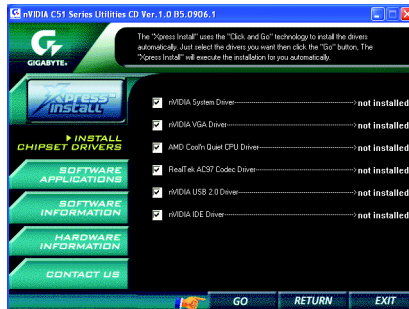 nVIDIA C51 Series Utilities CD Ver.1.0 B5.0906.1
GIGABYTE™
The "Xpress Install" uses the "Click and Go" technology to install the drivers
automatically. Just select the drivers you want then click the "Go" button, The
"Xpress Install" will execute the installation for you automatically.
Xpress-
install
INSTALL
CHIPSET DRIVERS
SOFTWARE
APPLICATIONS
SOFTWARE
INFORMATION
HARDWARE
INFORMATION
CONTACT US
nVIDIA System Driver not installed
nVIDIA VGA Driver not installed
AMD Cool'n Quiet CPU Driver not installed
RealTek AC97 Codec Driver not installed
nVIDIA USB 2.0 Driver not installed
nVIDIA IDE Driver not installed
GO RETURN EXIT